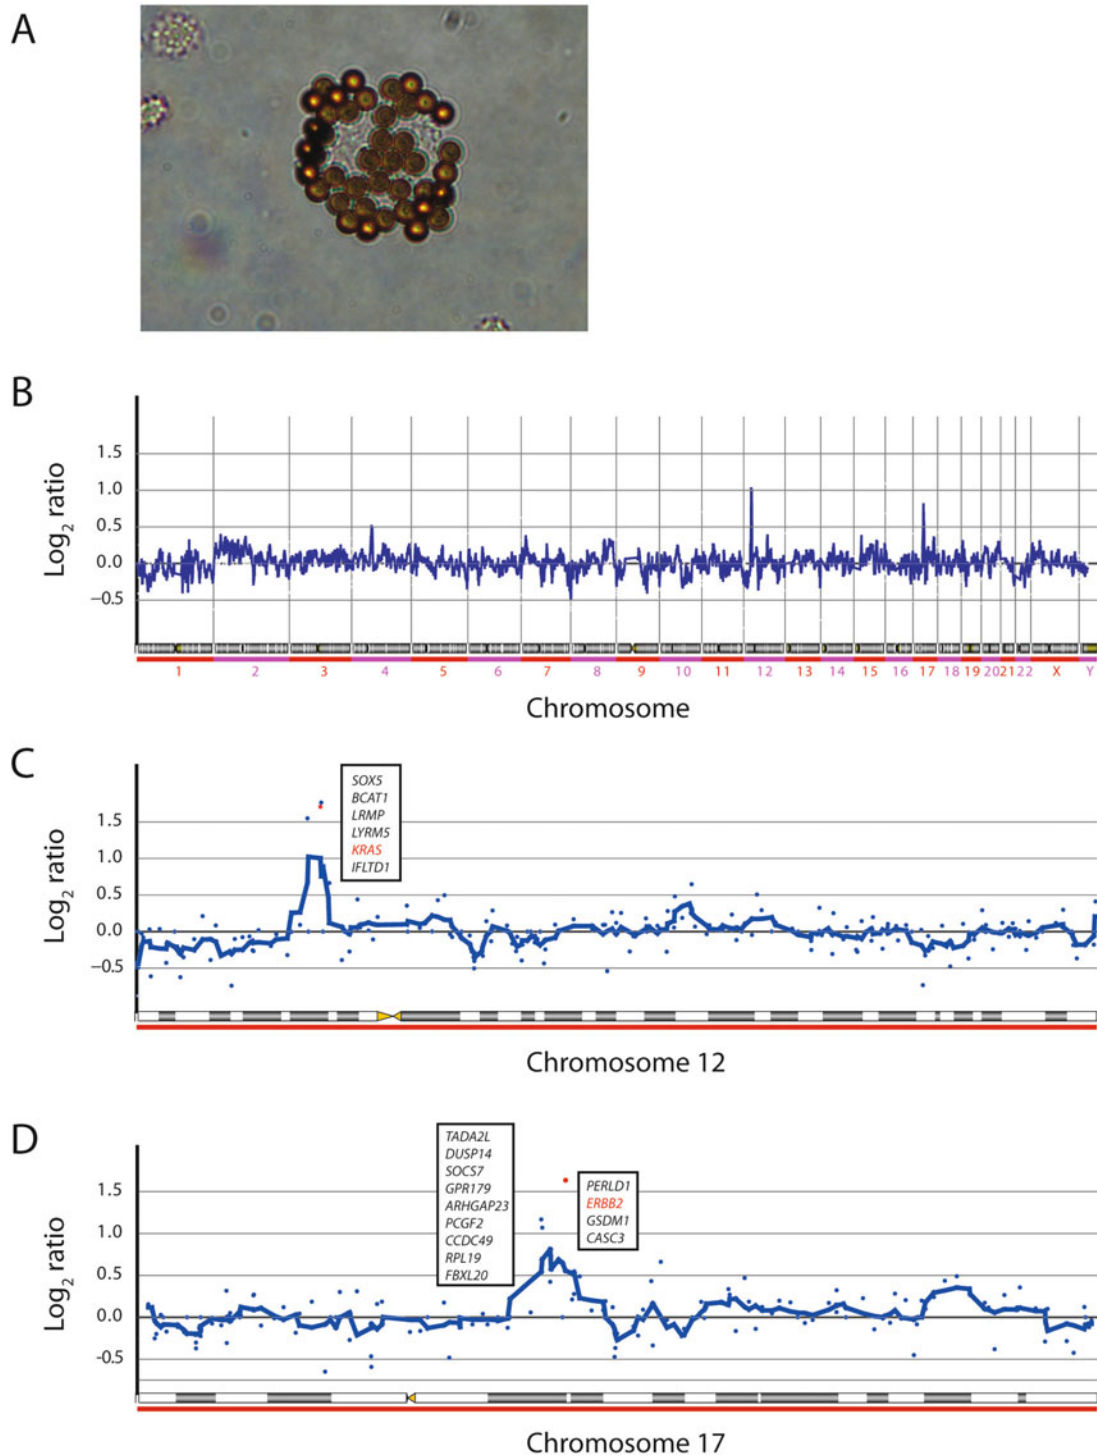 A
B
Log2 ratio
1.5
1.0
0.5
0.0
−0.5
1 2 3 4 5 6 7 8 9 10 11 12 13 14 15 16 17 18 19 20 21 22 X Y
Chromosome
C
Log2 ratio
1.5
1.0
0.5
0.0
−0.5
SOX5
BCAT1
LRMP
LYRM5
KRAS
IFLTD1
Chromosome 12
D
Log2 ratio
1.5
1.0
0.5
0.0
-0.5
TADA2L
DUSP14
SOCS7
GPR179
ARHGAP23
PCGF2
CCDC49
RPL19
FBXL20
PERLD1
ERBB2
GSDM1
CASC3
Chromosome 17